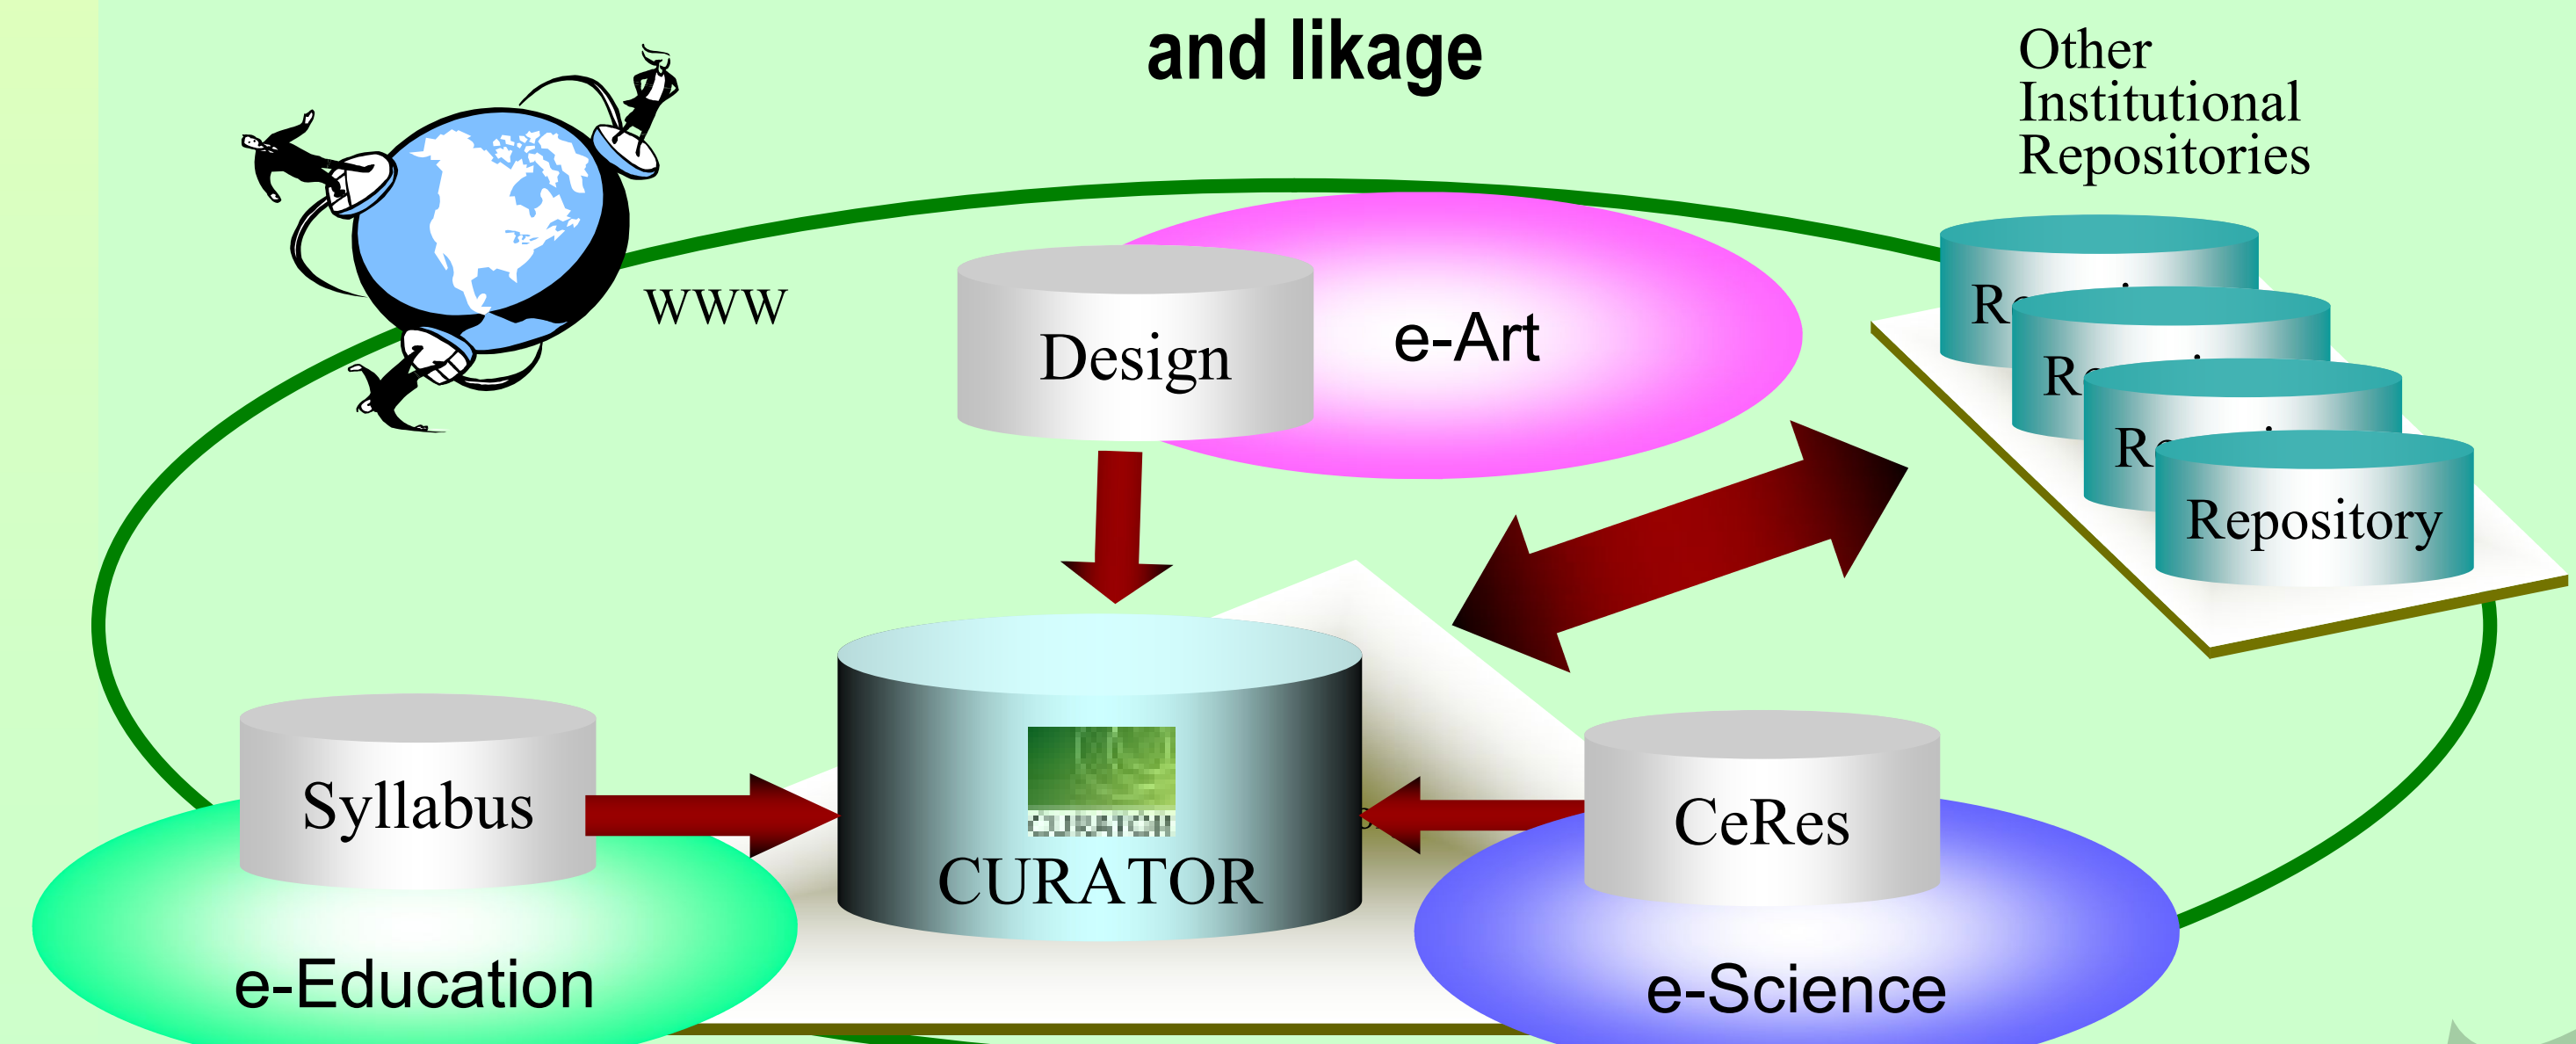 and likage
Other
Institutional
Repositories
WWW
Design
e-Art
Repository
Syllabus
CURATOR
CURATOR
CeRes
e-Education
e-Science